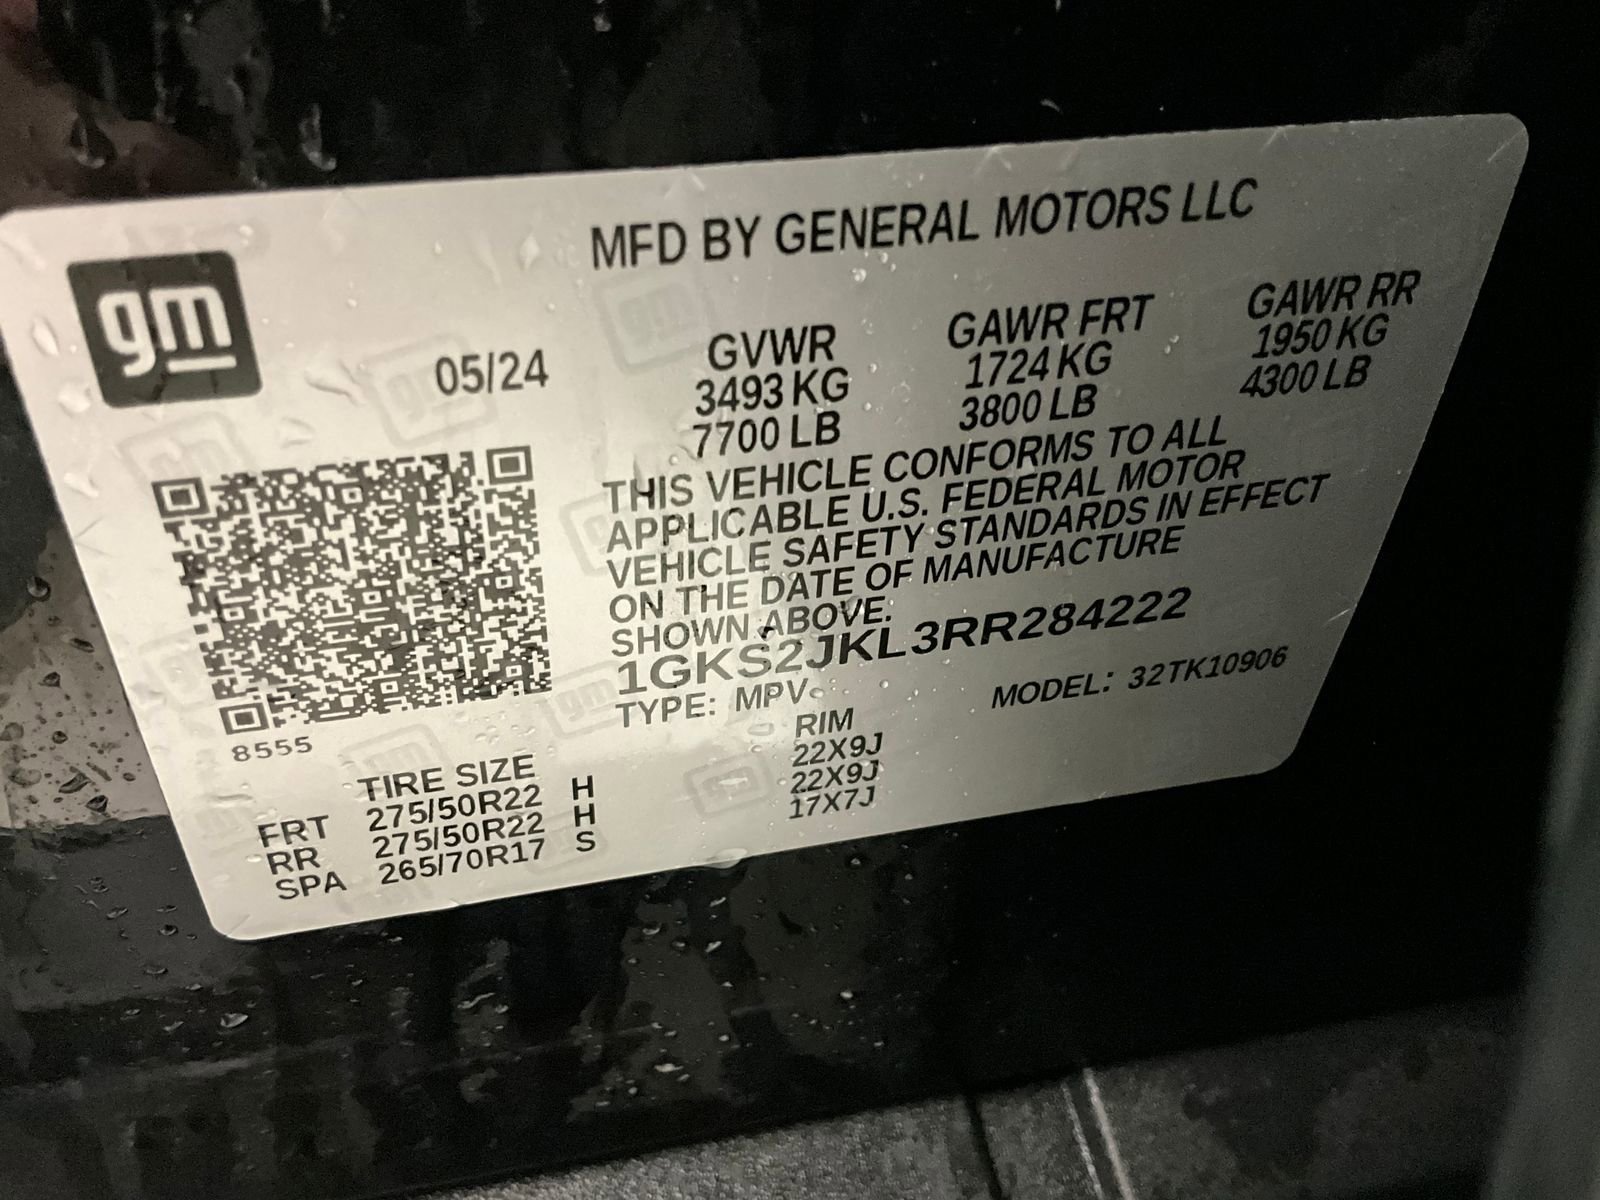 MFD BY GENERAL MOTORS LLC
gm
05/24
GVWR GAWR FRT GAWR RR
3493 KG 1724 KG 1950 KG
7700 LB 3800 LB 4300 LB
THIS VEHICLE CONFORMS TO ALL
APPLICABLE U.S. FEDERAL MOTOR
VEHICLE SAFETY STANDARDS IN EFFECT
ON THE DATE OF MANUFACTURE
SHOWN ABOVE.
1GKS2JKL3RR284222
TYPE: MPV MODEL: 32TK10906
8555
TIRE SIZE RIM
FRT 275/50R22 H 22X9J
RR 275/50R22 H 22X9J
SPA 265/70R17 S 17X7J